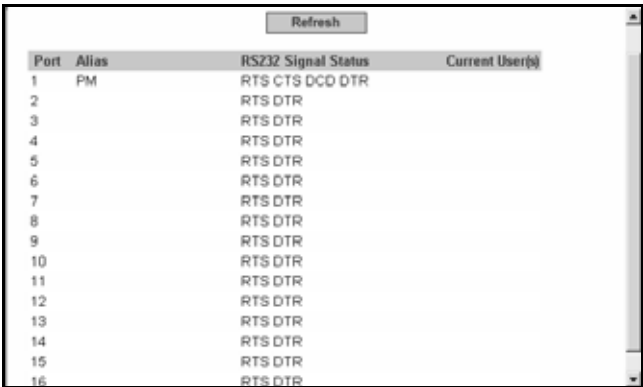 Refresh
Port Alias RS232 Signal Status Current User(s)
1 PM RTS CTS DCD DTR
2 RTS DTR
3 RTS DTR
4 RTS DTR
5 RTS DTR
6 RTS DTR
7 RTS DTR
8 RTS DTR
9 RTS DTR
10 RTS DTR
11 RTS DTR
12 RTS DTR
13 RTS DTR
14 RTS DTR
15 RTS DTR
16 RTS DTR